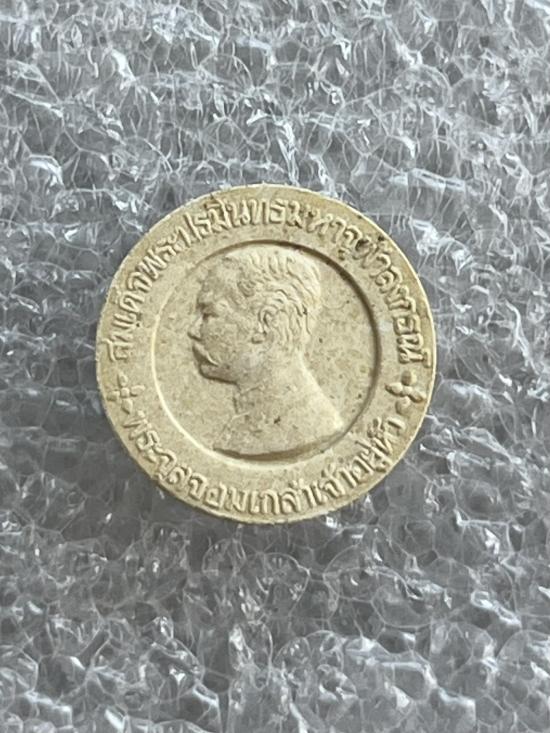 สมเด็จพระปรมินทรมหาจุฬาลงกรณ์
พระจุลจอมเกล้าเจ้าอยู่หัว